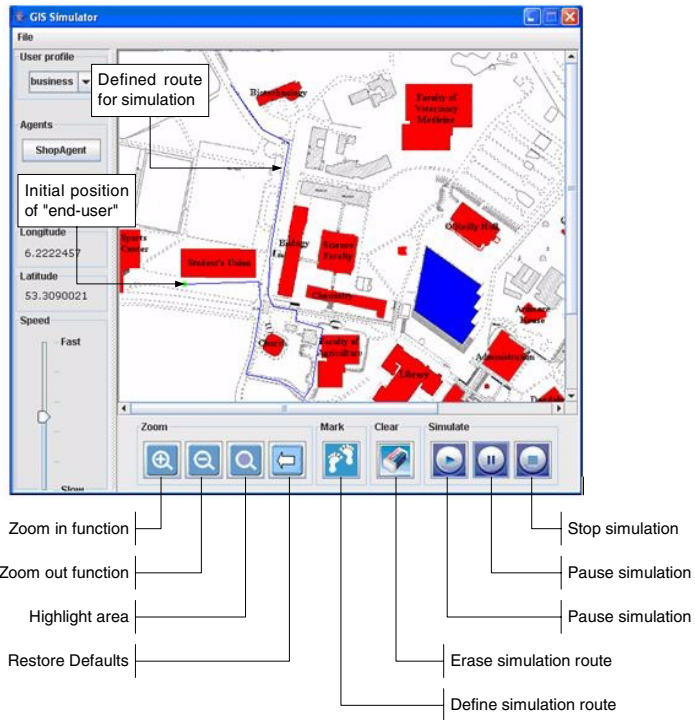 GIS Simulator
File
User profile
business
Defined route
for simulation
Agents
ShopAgent
Initial position
of "end-user"
Longitude
6.2222457
Latitude
53.3090021
Speed
Fast
Slow
Biotechnology
Faculty of
Veterinary
Medicine
O'Reilly Hall
Sports
Center
Student's Union
Biology
Science
Faculty
Chemistry
Church
Faculty of
Agriculture
Library
Administration
Ardmore
House
Zoom
Mark
Clear
Simulate
Zoom in function
Stop simulation
Zoom out function
Pause simulation
Highlight area
Pause simulation
Restore Defaults
Erase simulation route
Define simulation route